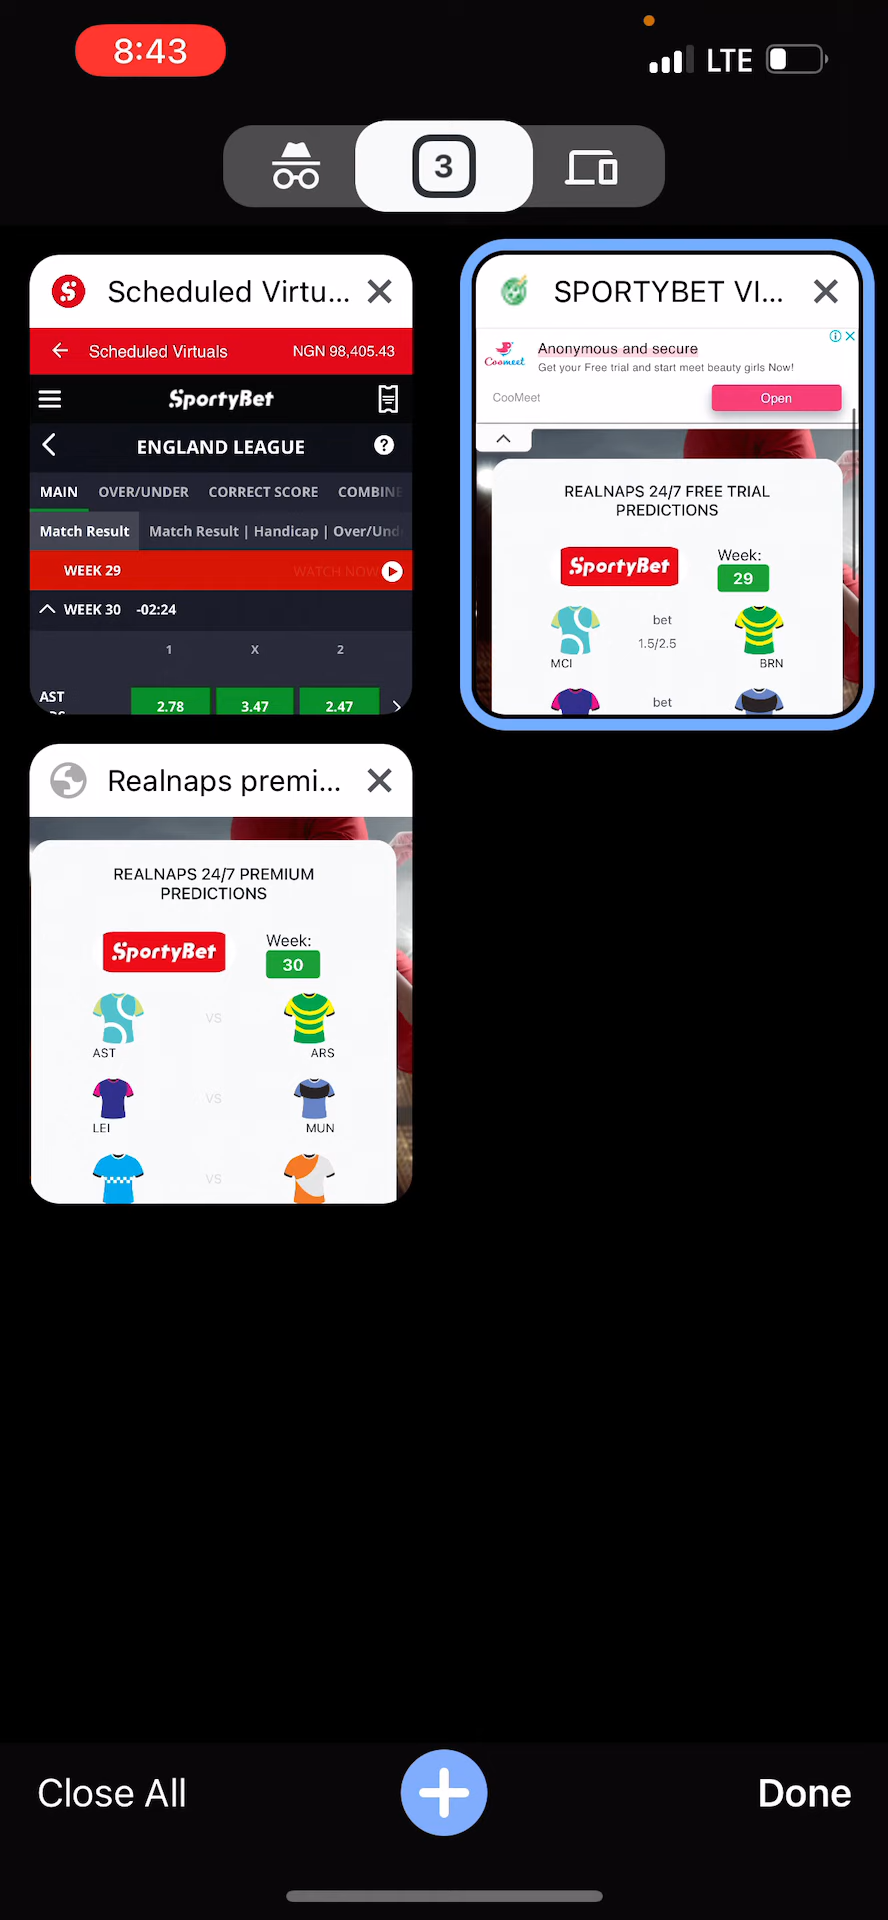 8:43
LTE
3
Scheduled Virtu...
Scheduled Virtuals NGN 98,405.43
SportyBet
ENGLAND LEAGUE ?
MAIN OVER/UNDER CORRECT SCORE COMBINE
Match Result Match Result | Handicap | Over/Und
WEEK 29 WATCH NOW
WEEK 30 -02:24
1 X 2
AST 2.78 3.47 2.47
SPORTYBET VI...
Anonymous and secure
Coomeet
Get your Free trial and start meet beauty girls Now!
CooMeet Open
REALNAPS 24/7 FREE TRIAL
PREDICTIONS
SportyBet
Week:
29
bet
1.5/2.5
MCI BRN
bet
Realnaps premi...
REALNAPS 24/7 PREMIUM
PREDICTIONS
SportyBet
Week:
30
VS
AST ARS
VS
LEI MUN
VS
Close All Done